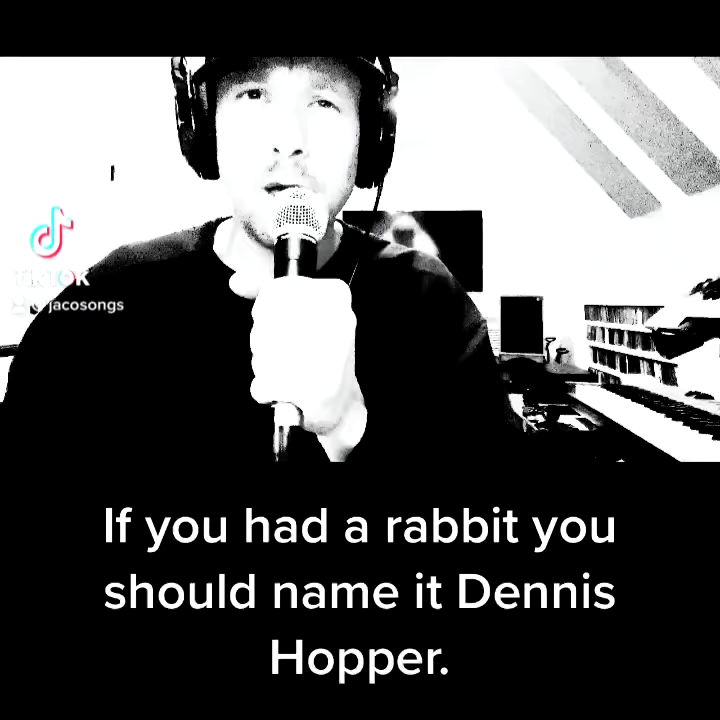 TikTok
jacosongs
If you had a rabbit you
should name it Dennis
Hopper.